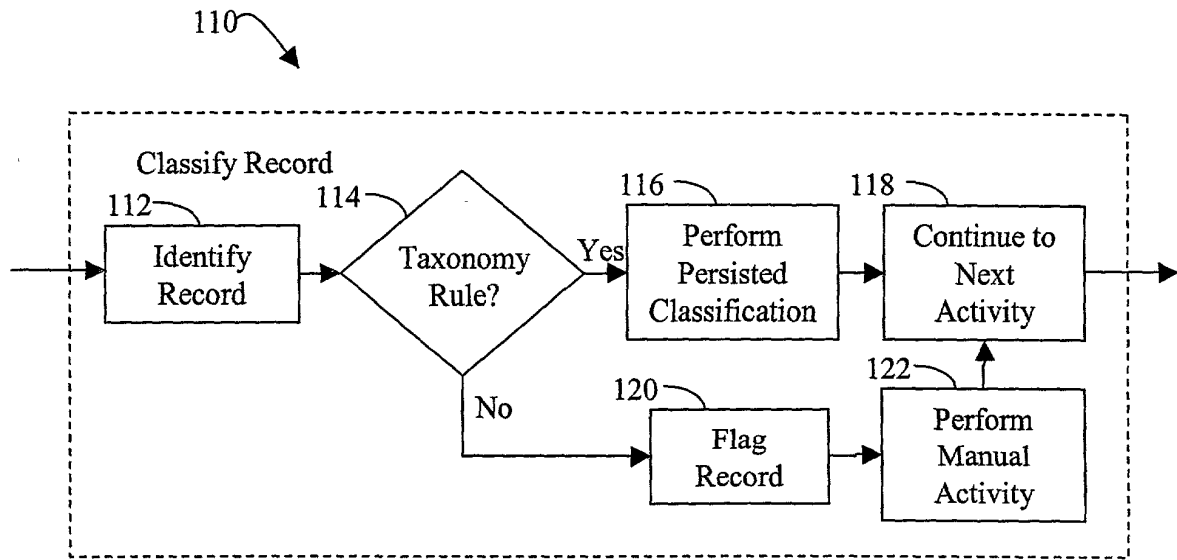 110
Classify Record
112
Identify
Record
114
Taxonomy
Rule?
Yes
No
116
Perform
Persisted
Classification
118
Continue to
Next
Activity
120
Flag
Record
122
Perform
Manual
Activity